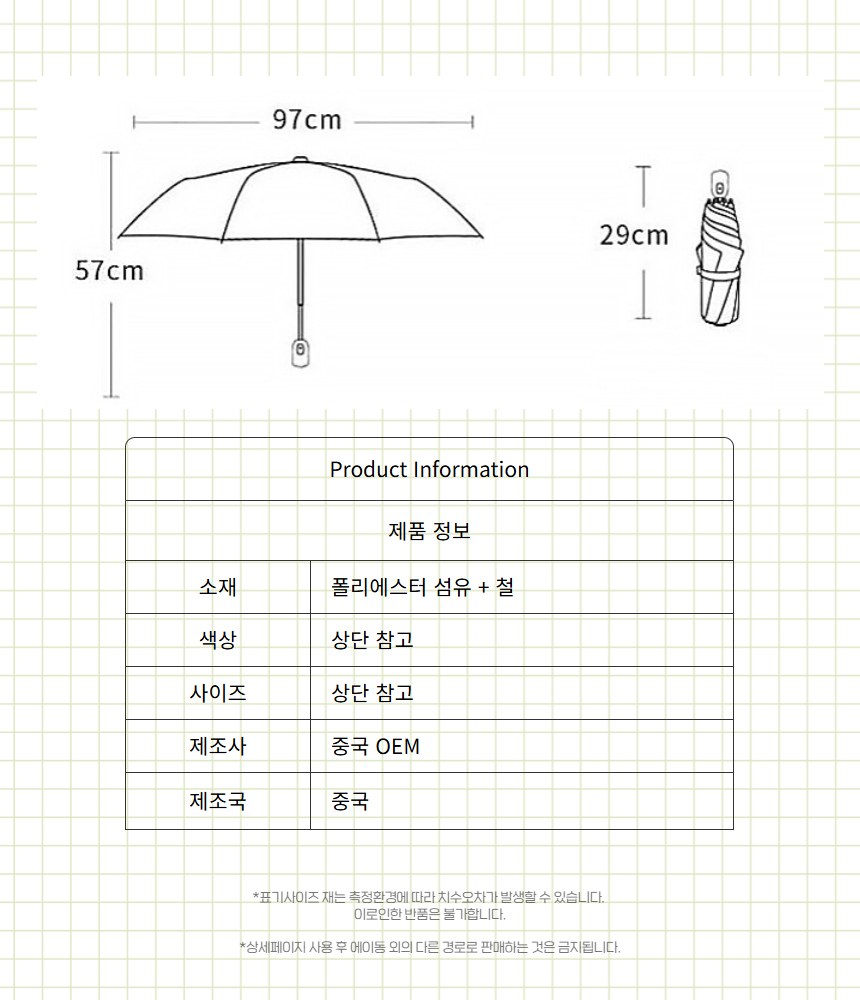 97cm
57cm
29cm
Product Information
제품 정보
소재 폴리에스터 섬유 + 철
색상 상단 참고
사이즈 상단 참고
제조사 중국 OEM
제조국 중국
*표기사이즈 재는 측정환경에 따라 치수오차가 발생할 수 있습니다.
이로인한 반품은 불가합니다.
*상세페이지 사용 후 에이동 외의 다른 경로로 판매하는 것은 금지됩니다.